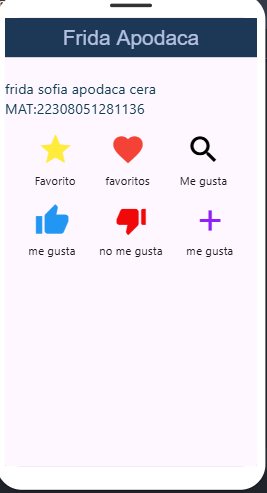 Frida Apodaca
frida sofia apodaca cera
MAT:22308051281136
Favorito favoritos Me gusta
me gusta no me gusta me gusta